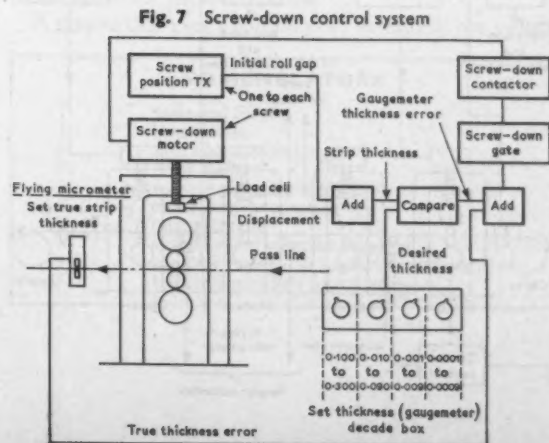 Fig. 7 Screw-down control system
Screw
position TX
Initial roll gap
One to each
screw
Screw-down
motor
Screw-down
contactor
Gaugemeter
thickness error
Screw-down
gate
Strip thickness
Flying micrometer
Set true strip
thickness
Load cell
Displacement
Add
Compare
Add
Pass line
Desired
thickness
0·100 0·010 0·001 0·0001
to to to to
0·300 0·090 0·009 0·0009
Set thickness (gaugemeter)
decade box
True thickness error